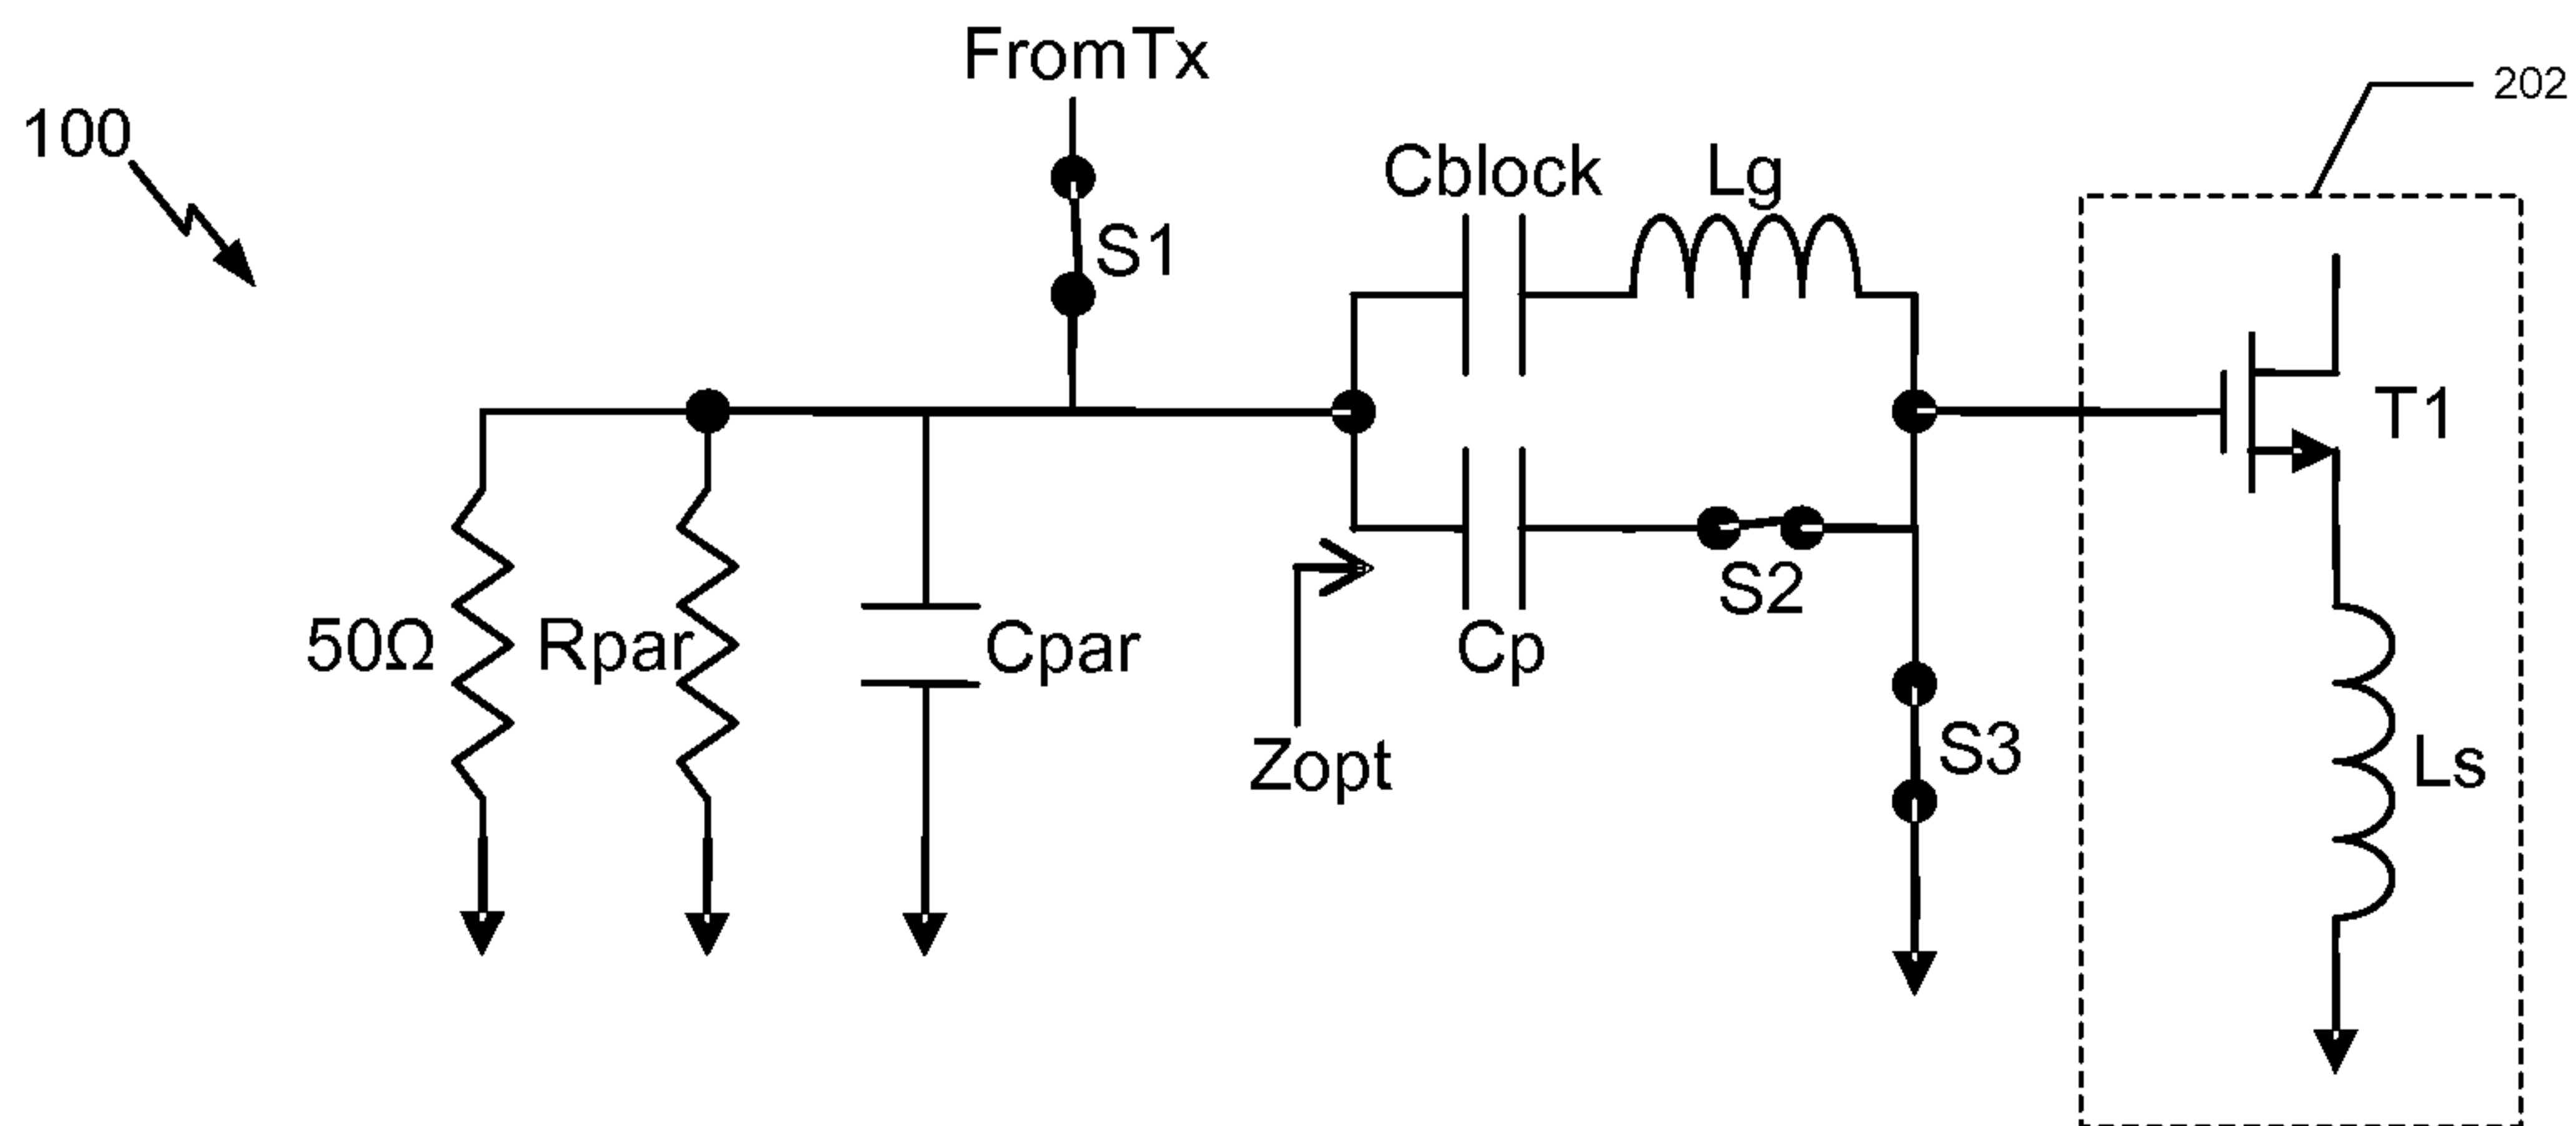 FromTx
202
100
Cblock
Lg
S1
T1
S2
50Ω
Rpar
Cpar
Cp
Zopt
S3
Ls